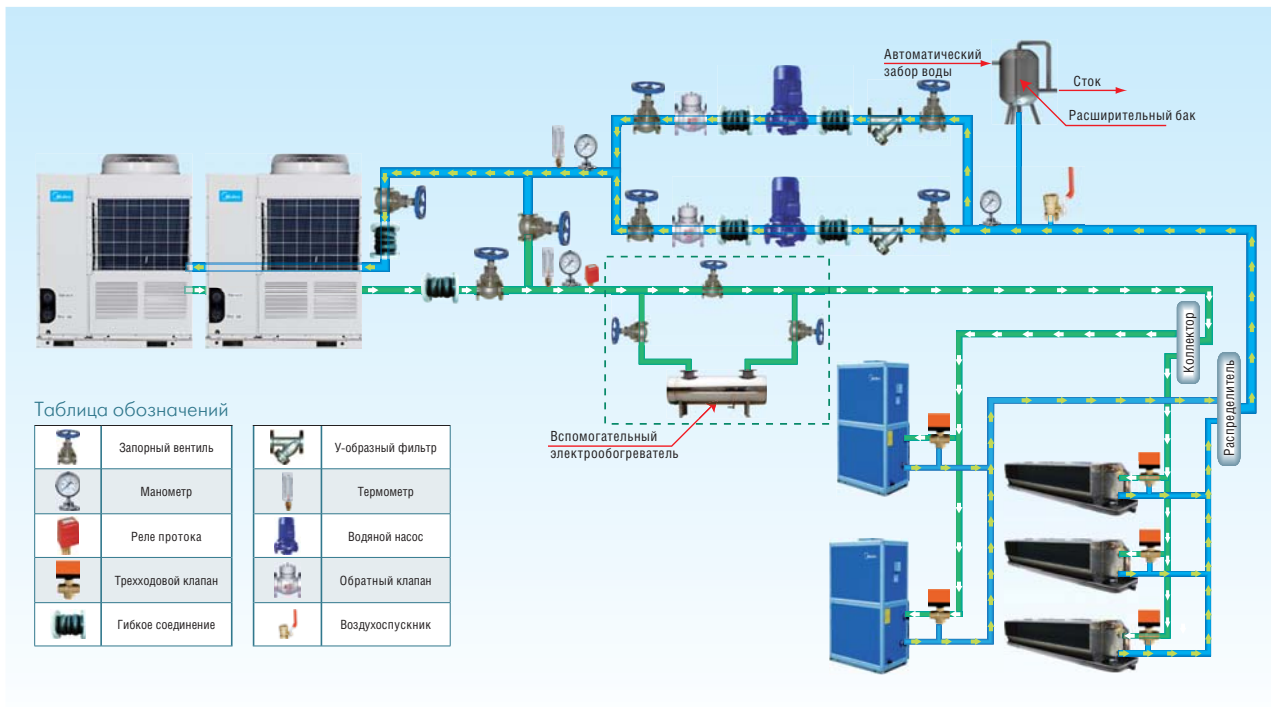 Автоматический
забор воды
Сток
Расширительный бак
Коллектор
Распределитель
Вспомогательный
электрообогреватель
Таблица обозначений
Запорный вентиль
У-образный фильтр
Манометр
Термометр
Реле протока
Водяной насос
Трехходовой клапан
Обратный клапан
Гибкое соединение
Воздухоспускник